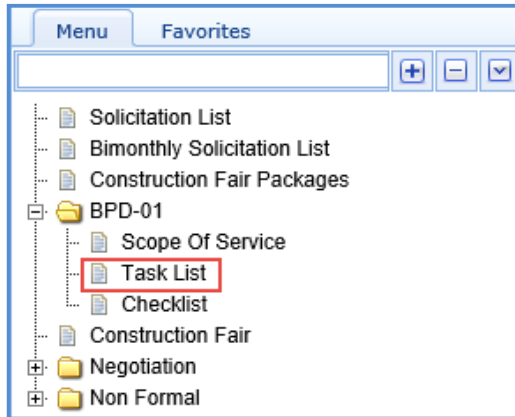 Menu Favorites
Solicitation List
Bimonthly Solicitation List
Construction Fair Packages
BPD-01
Scope Of Service
Task List
Checklist
Construction Fair
Negotiation
Non Formal